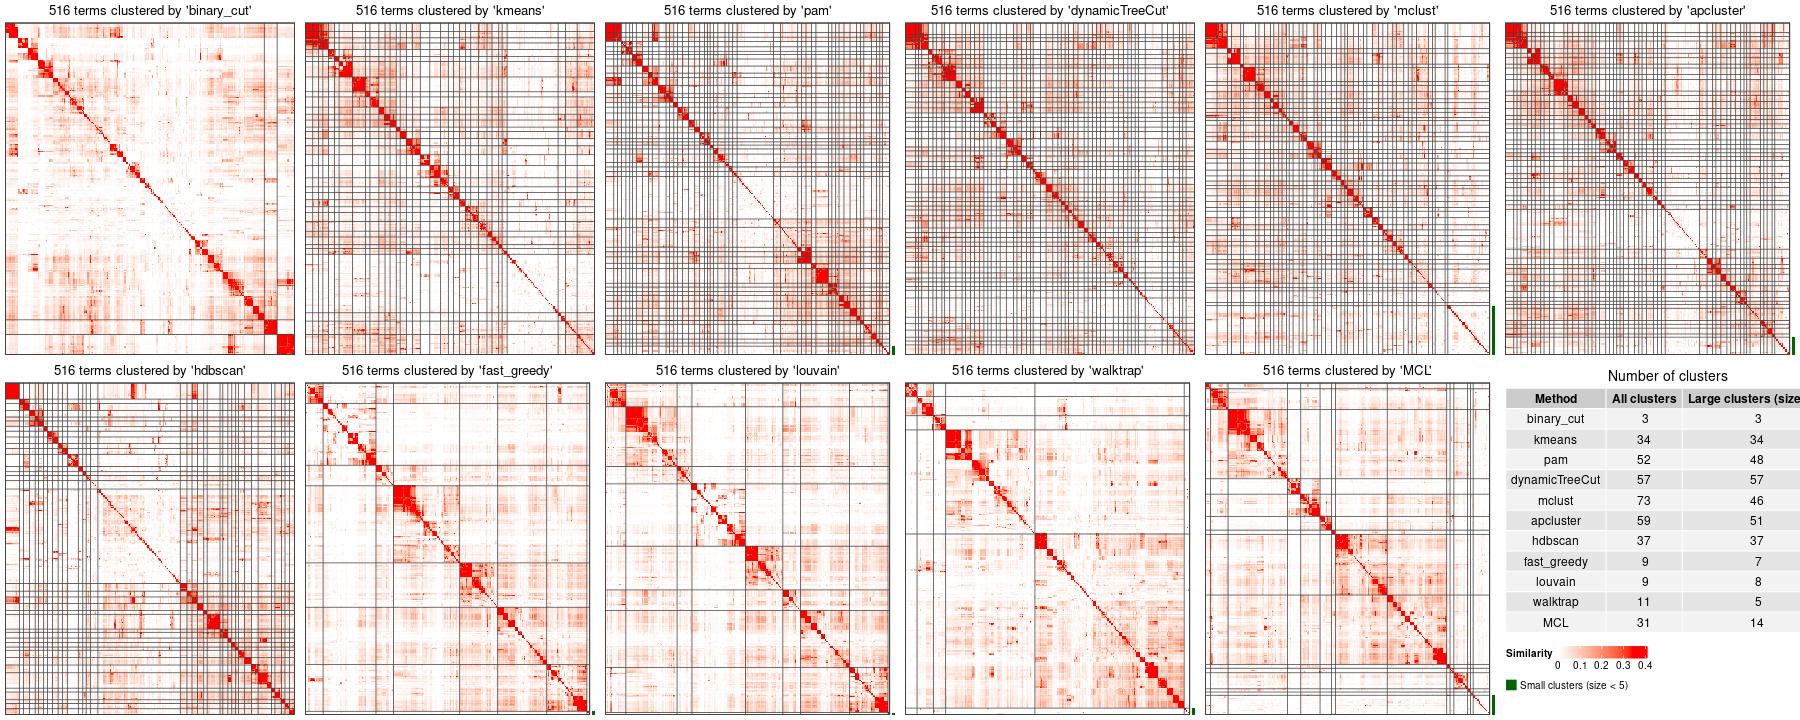 516 terms clustered by 'binary_cut'
516 terms clustered by 'kmeans'
516 terms clustered by 'pam'
516 terms clustered by 'dynamicTreeCut'
516 terms clustered by 'mclust'
516 terms clustered by 'apcluster'
516 terms clustered by 'hdbscan'
516 terms clustered by 'fast_greedy'
516 terms clustered by 'louvain'
516 terms clustered by 'walktrap'
516 terms clustered by 'MCL'
Number of clusters
Method All clusters Large clusters (size
binary_cut 3 3
kmeans 34 34
pam 52 48
dynamicTreeCut 57 57
mclust 73 46
apcluster 59 51
hdbscan 37 37
fast_greedy 9 7
louvain 9 8
walktrap 11 5
MCL 31 14
Similarity
0 0.1 0.2 0.3 0.4
Small clusters (size < 5)